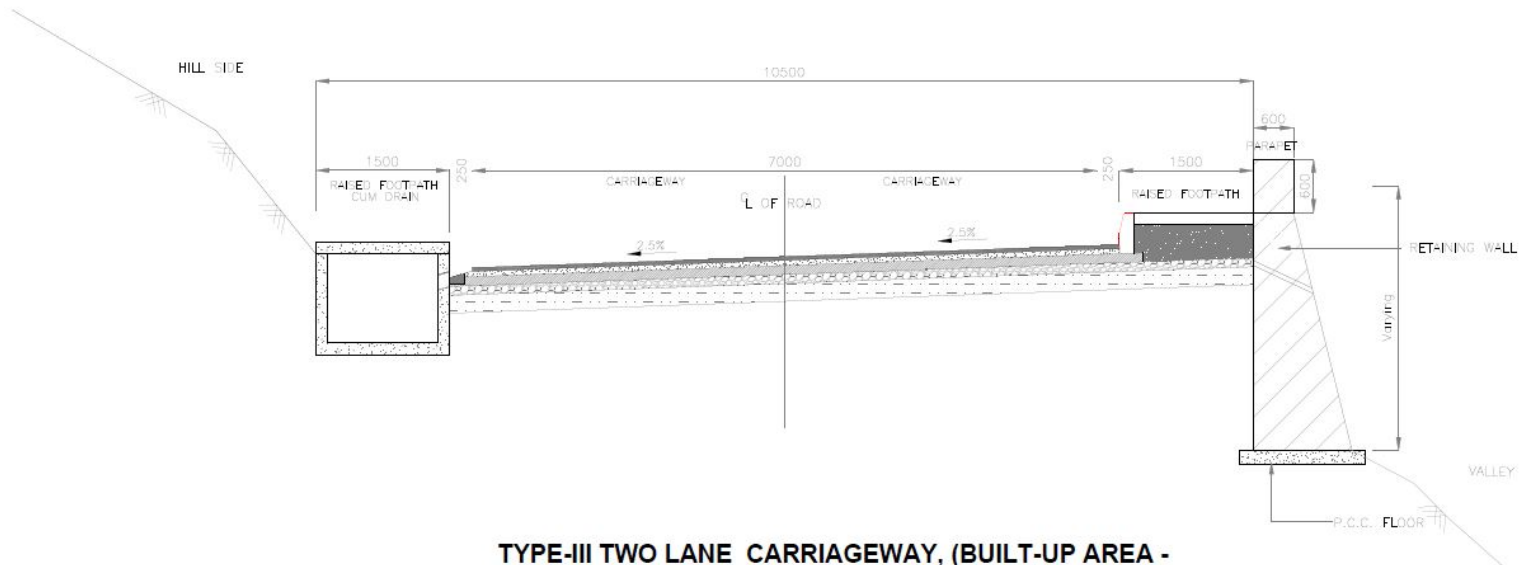 HILL SIDE
10500
600
PARAPET
1500
250
7000
250
1500
600
RAISED FOOTPATH
CUM DRAIN
CARRIAGEWAY
CARRIAGEWAY
RAISED FOOTPATH
CL OF ROAD
2.5%
2.5%
RETAINING WALL
Varying
VALLEY
P.C.C. FLOOR
TYPE-III TWO LANE CARRIAGEWAY, (BUILT-UP AREA -